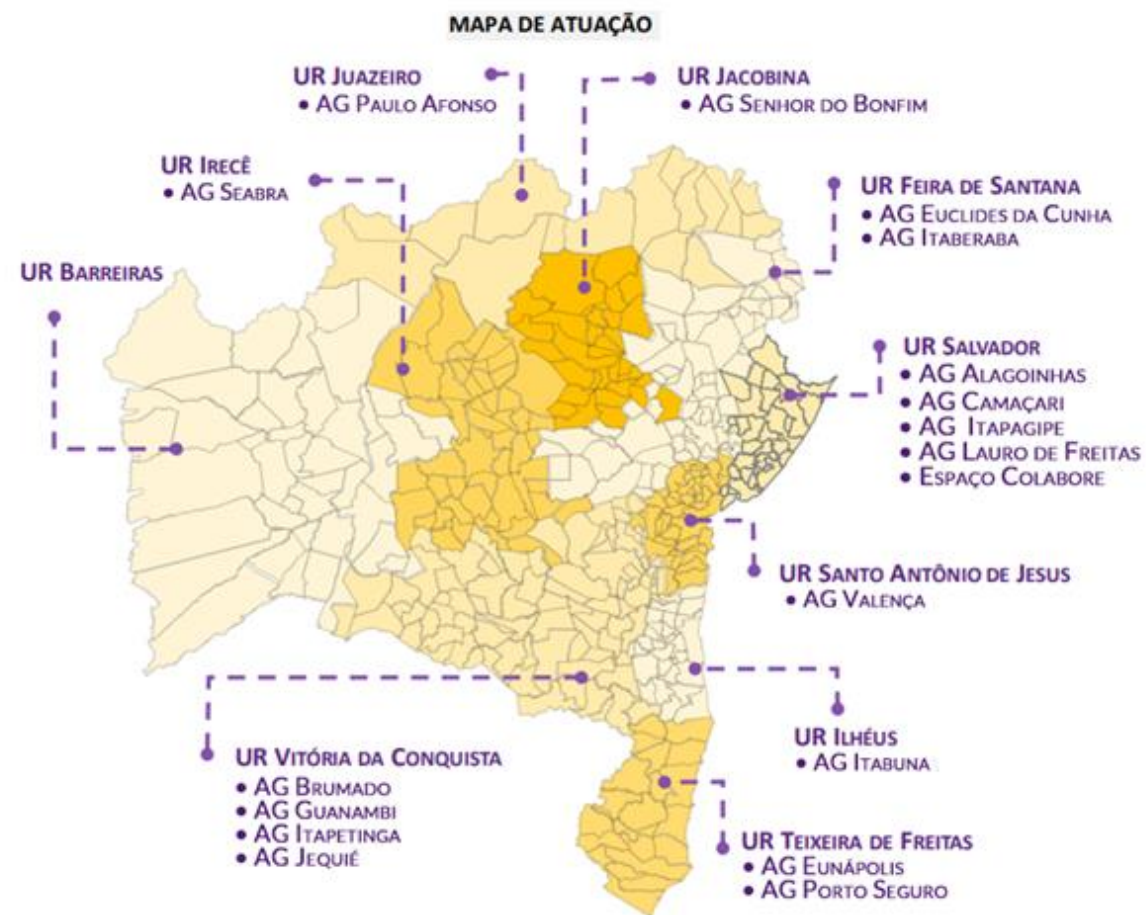 MAPA DE ATUAÇÃO
UR JUAZEIRO
• AG PAULO AFONSO
UR JACOBINA
• AG SENHOR DO BONFIM
UR IRECÊ
• AG SEABRA
UR FEIRA DE SANTANA
• AG EUCLIDES DA CUNHA
• AG ITABERABA
UR BARREIRAS
UR SALVADOR
• AG ALAGOINHAS
• AG CAMAÇARI
• AG ITAPAGIPE
• AG LAURO DE FREITAS
• ESPAÇO COLABORE
UR SANTO ANTÔNIO DE JESUS
• AG VALENÇA
UR ILHÉUS
• AG ITABUNA
UR VITÓRIA DA CONQUISTA
• AG BRUMADO
• AG GUANAMBI
• AG ITAPETINGA
• AG JEQUIÉ
UR TEIXEIRA DE FREITAS
• AG EUNÁPOLIS
• AG PORTO SEGURO